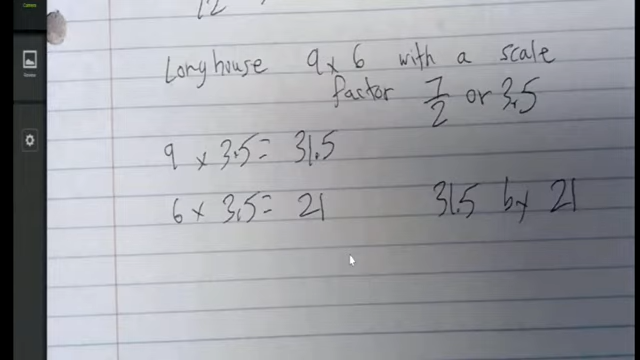 12
Longhouse 9 x 6 with a scale
factor 7/2 or 3.5
9 x 3.5 = 31.5
6 x 3.5 = 21 31.5 by 21